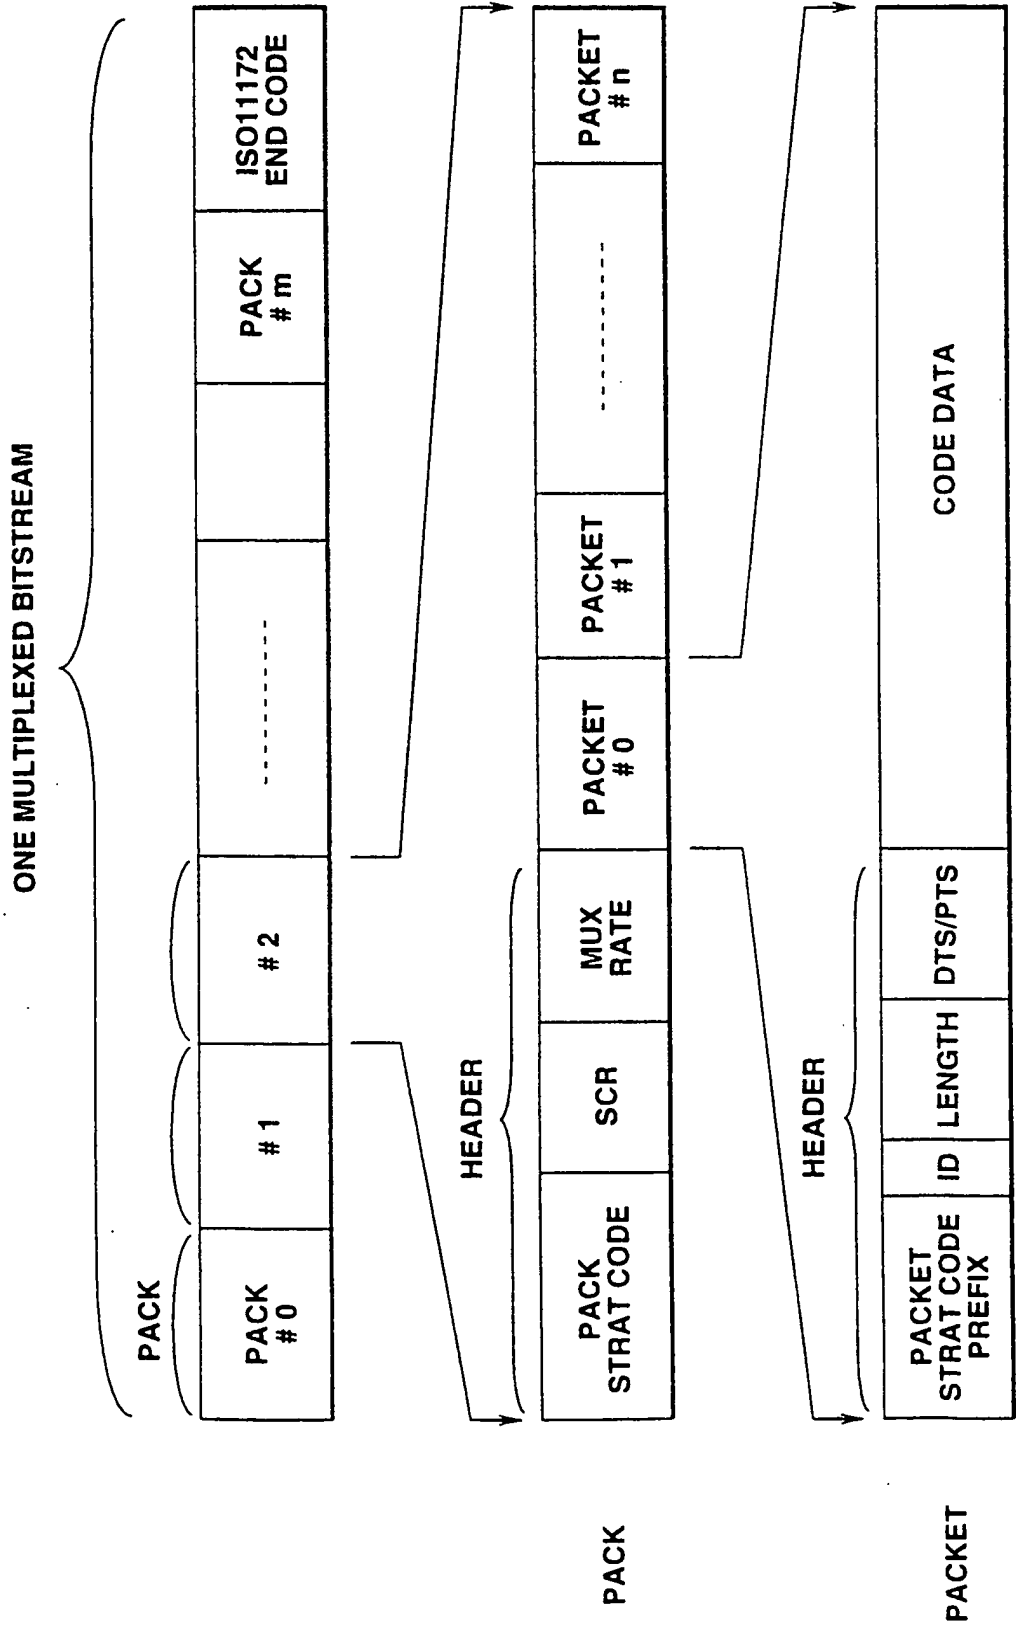 ONE MULTIPLEXED BITSTREAM
PACK
PACK
# 0
# 1
# 2
PACK
# m
ISO11172
END CODE
HEADER
PACK
PACK
STRAT CODE
SCR
MUX
RATE
PACKET
# 0
PACKET
# 1
PACKET
# n
HEADER
PACKET
PACKET
STRAT CODE
PREFIX
ID
LENGTH
DTS/PTS
CODE DATA